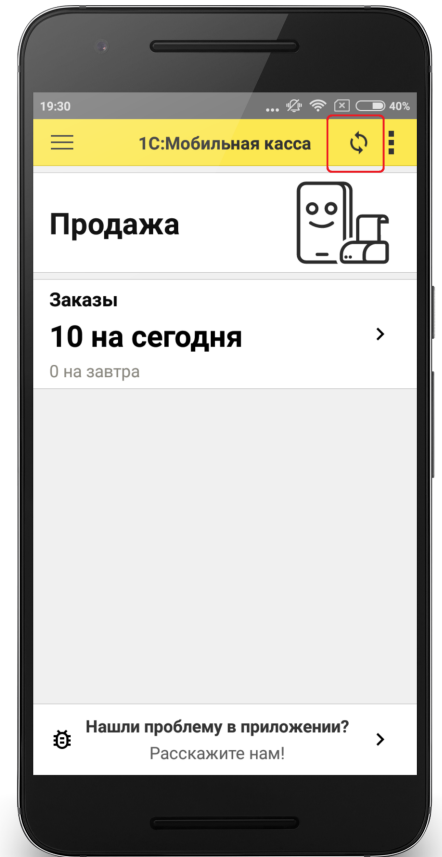 19:30
... 40%
1С:Мобильная касса
Продажа
Заказы
10 на сегодня
0 на завтра
Нашли проблему в приложении?
Расскажите нам!